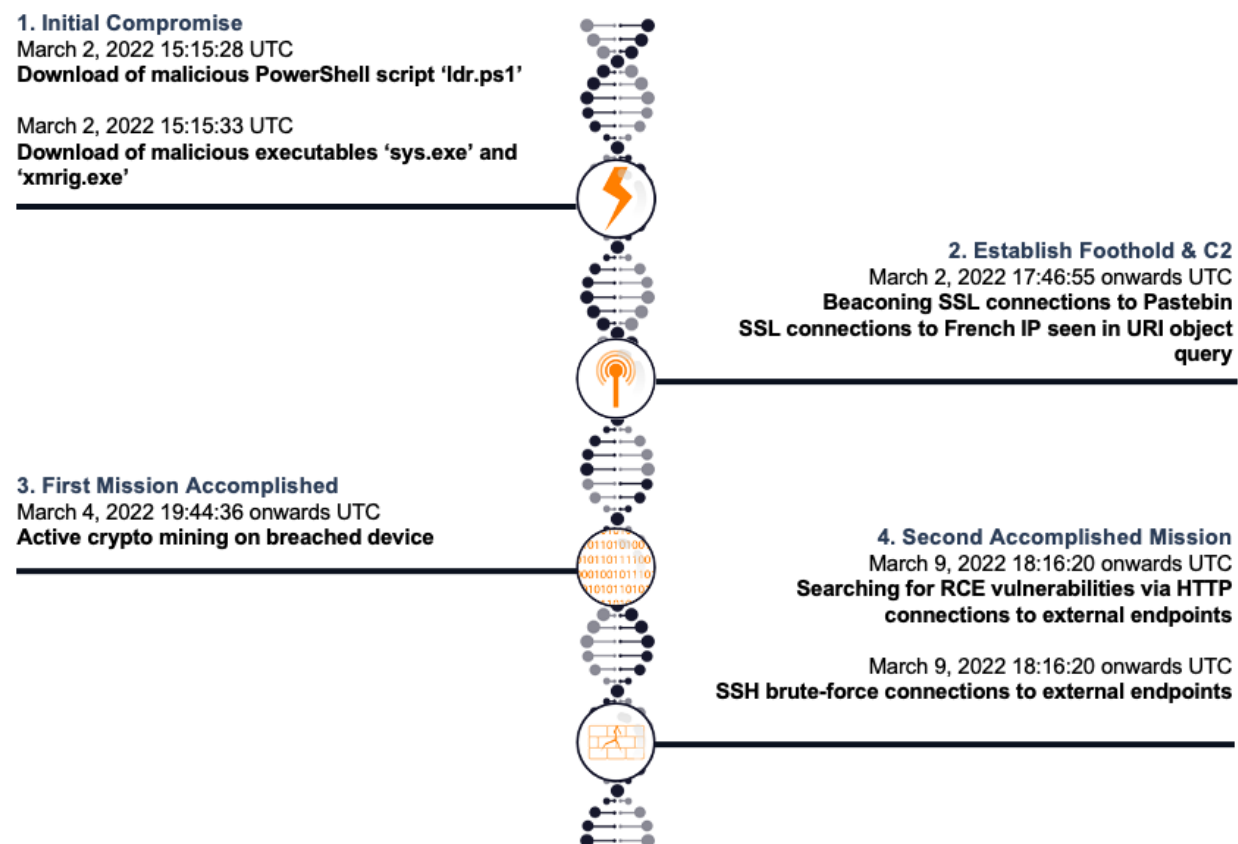 1. Initial Compromise
March 2, 2022 15:15:28 UTC
Download of malicious PowerShell script ‘ldr.ps1’
March 2, 2022 15:15:33 UTC
Download of malicious executables ‘sys.exe’ and
‘xmrig.exe’
2. Establish Foothold & C2
March 2, 2022 17:46:55 onwards UTC
Beaconing SSL connections to Pastebin
SSL connections to French IP seen in URI object
query
3. First Mission Accomplished
March 4, 2022 19:44:36 onwards UTC
Active crypto mining on breached device
4. Second Accomplished Mission
March 9, 2022 18:16:20 onwards UTC
Searching for RCE vulnerabilities via HTTP
connections to external endpoints
March 9, 2022 18:16:20 onwards UTC
SSH brute-force connections to external endpoints